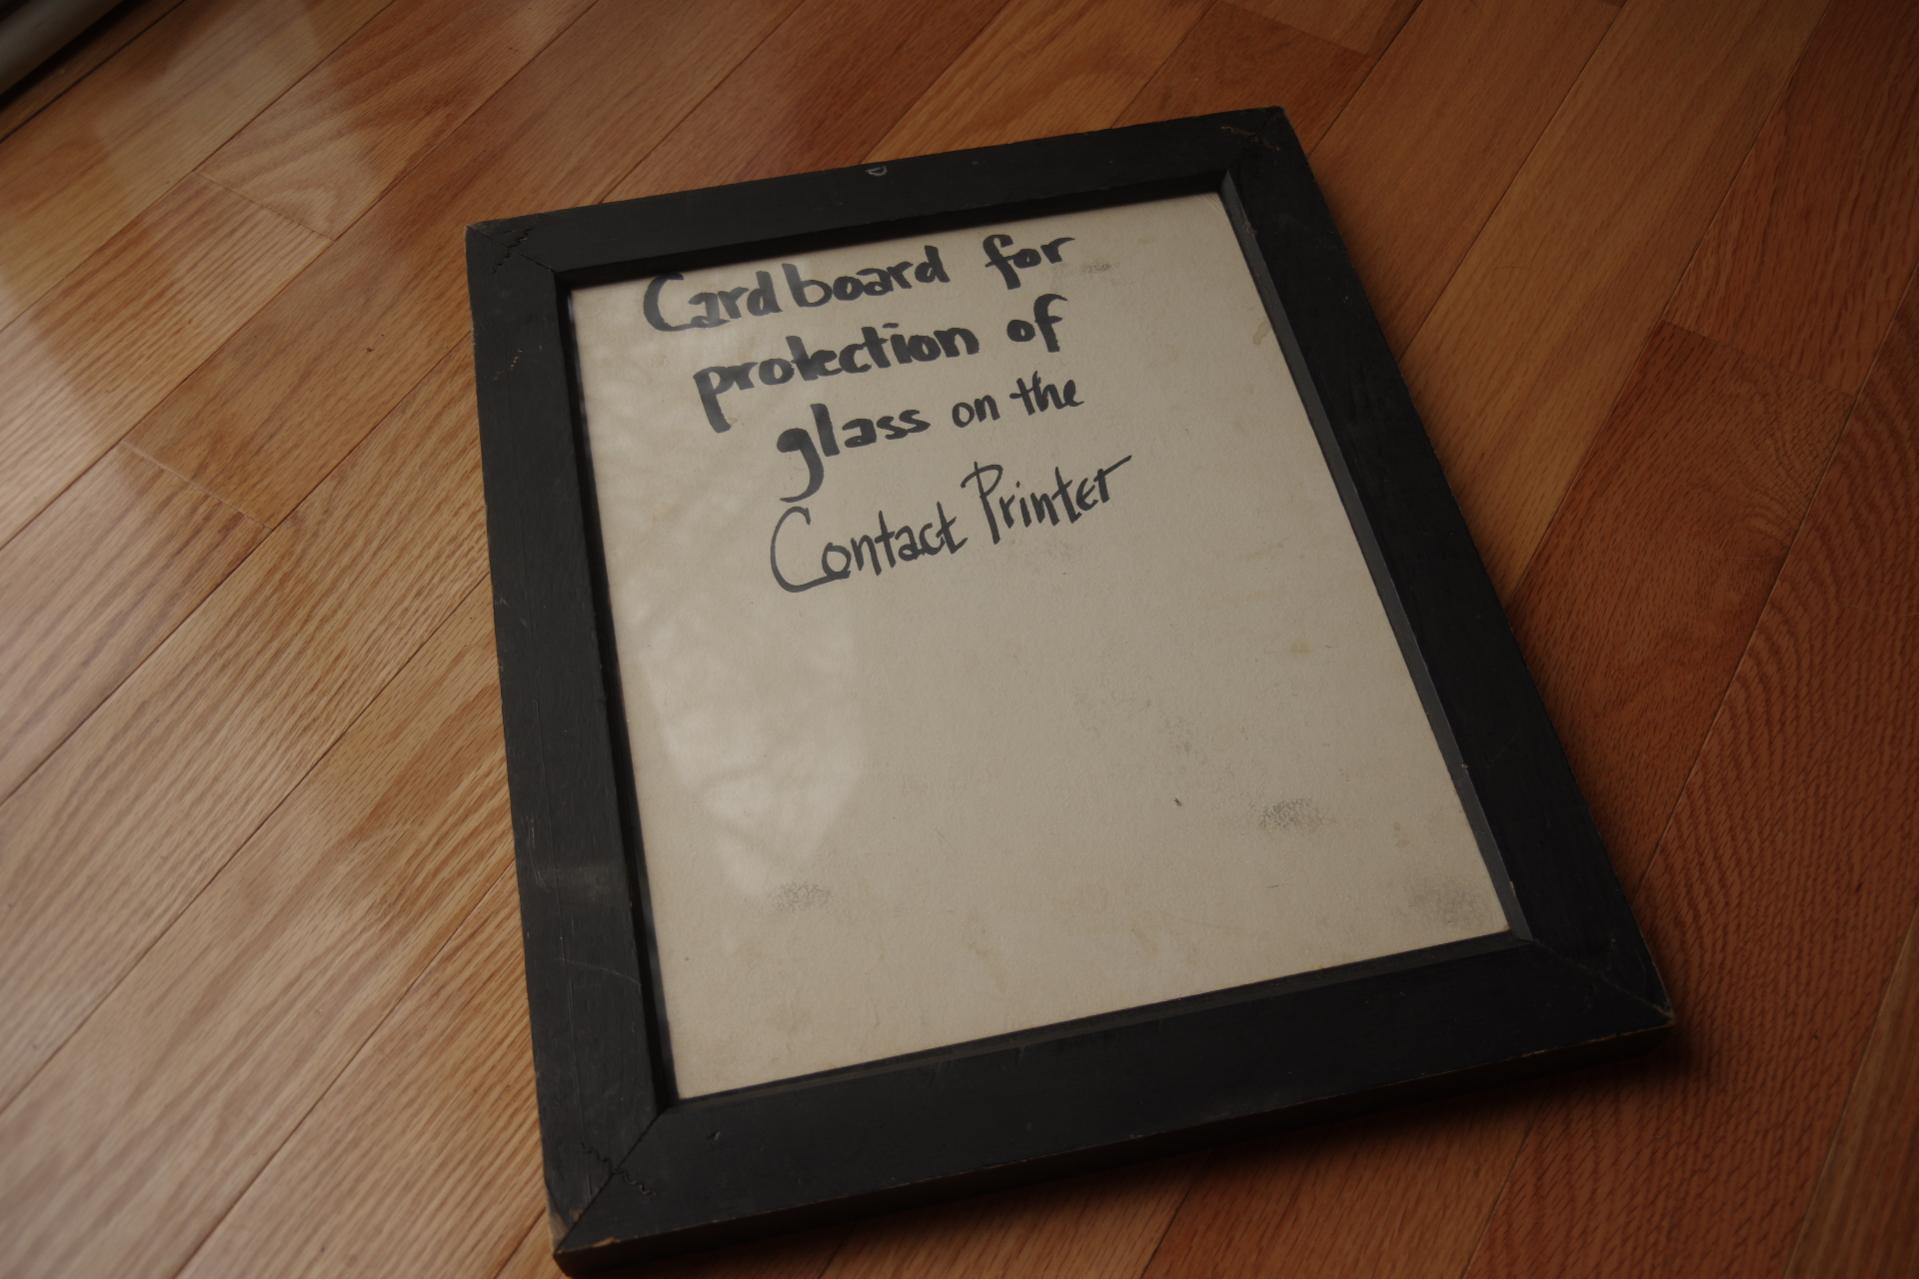 Cardboard for
protection of
glass on the
Contact Printer